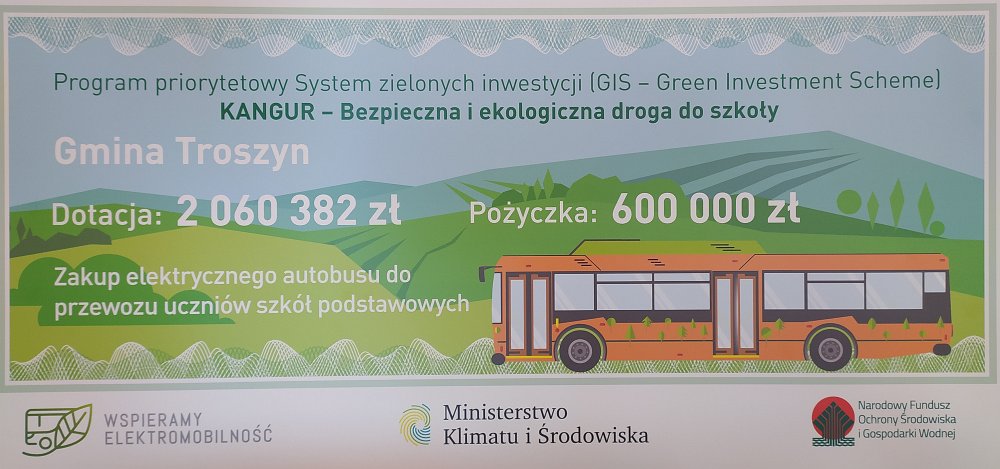 Program priorytetowy System zielonych inwestycji (GIS – Green Investment Scheme)
KANGUR – Bezpieczna i ekologiczna droga do szkoły
Gmina Troszyn
Dotacja: 2 060 382 zł
Pożyczka: 600 000 zł
Zakup elektrycznego autobusu do
przewozu uczniów szkół podstawowych
WSPIERAMY
ELEKTROMOBILNOŚĆ
Ministerstwo
Klimatu i Środowiska
Narodowy Fundusz
Ochrony Środowiska
i Gospodarki Wodnej